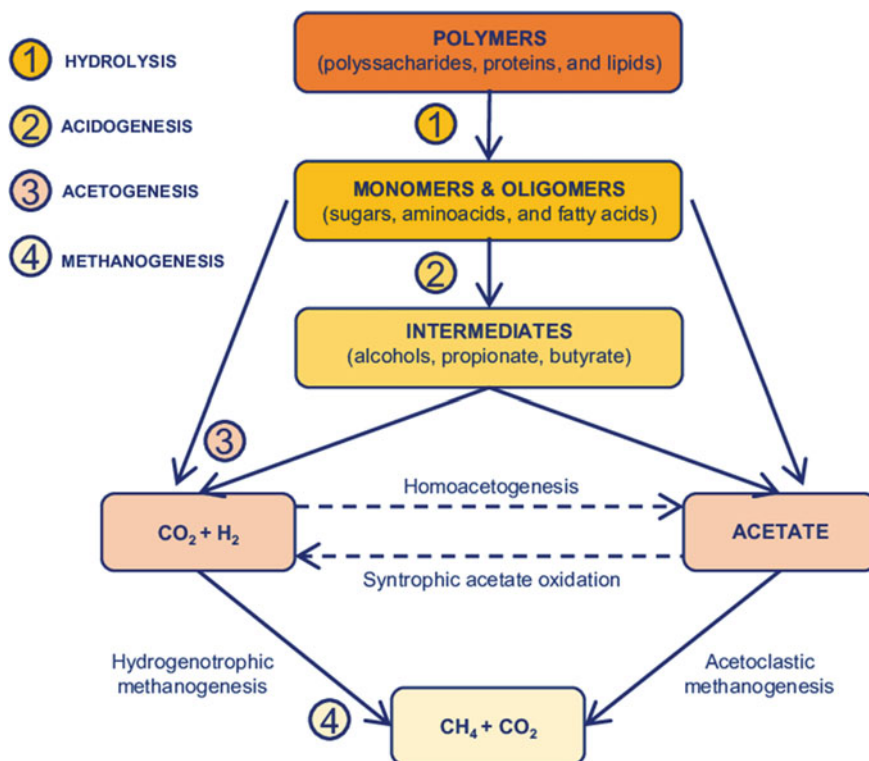 1 HYDROLYSIS
2 ACIDOGENESIS
3 ACETOGENESIS
4 METHANOGENESIS
POLYMERS
(polyssacharides, proteins, and lipids)
1
MONOMERS & OLIGOMERS
(sugars, aminoacids, and fatty acids)
2
INTERMEDIATES
(alcohols, propionate, butyrate)
3
Homoacetogenesis
CO₂ + H₂
ACETATE
Syntrophic acetate oxidation
Hydrogenotrophic
methanogenesis
Acetoclastic
methanogenesis
4
CH₄ + CO₂